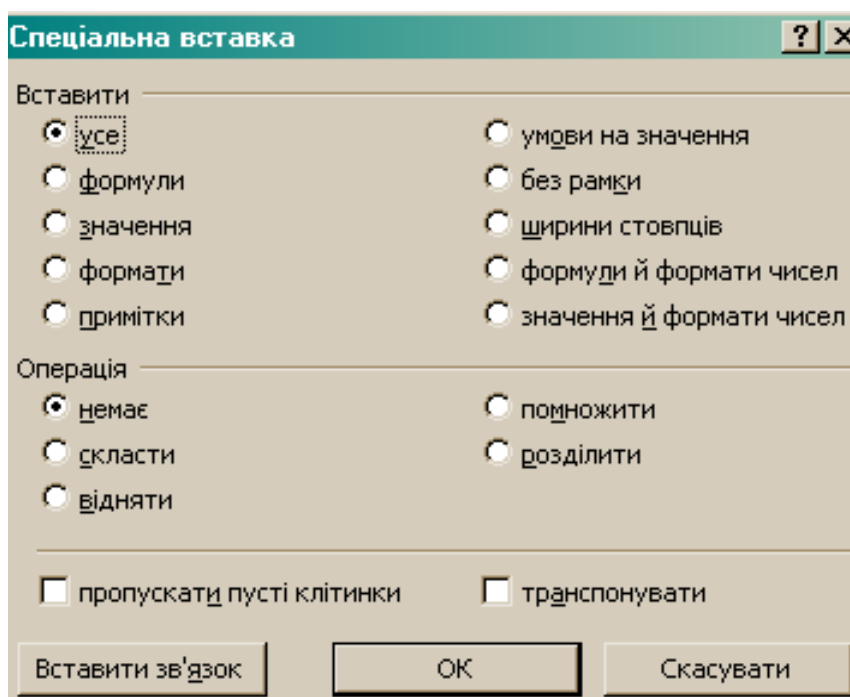 Спеціальна вставка
Вставити
усе
умови на значення
формули
без рамки
значення
ширини стовпців
формати
формули й формати чисел
примітки
значення й формати чисел
Операція
немає
помножити
скласти
розділити
відняти
пропускати пусті клітинки
транспонувати
Вставити зв'язок
ОК
Скасувати